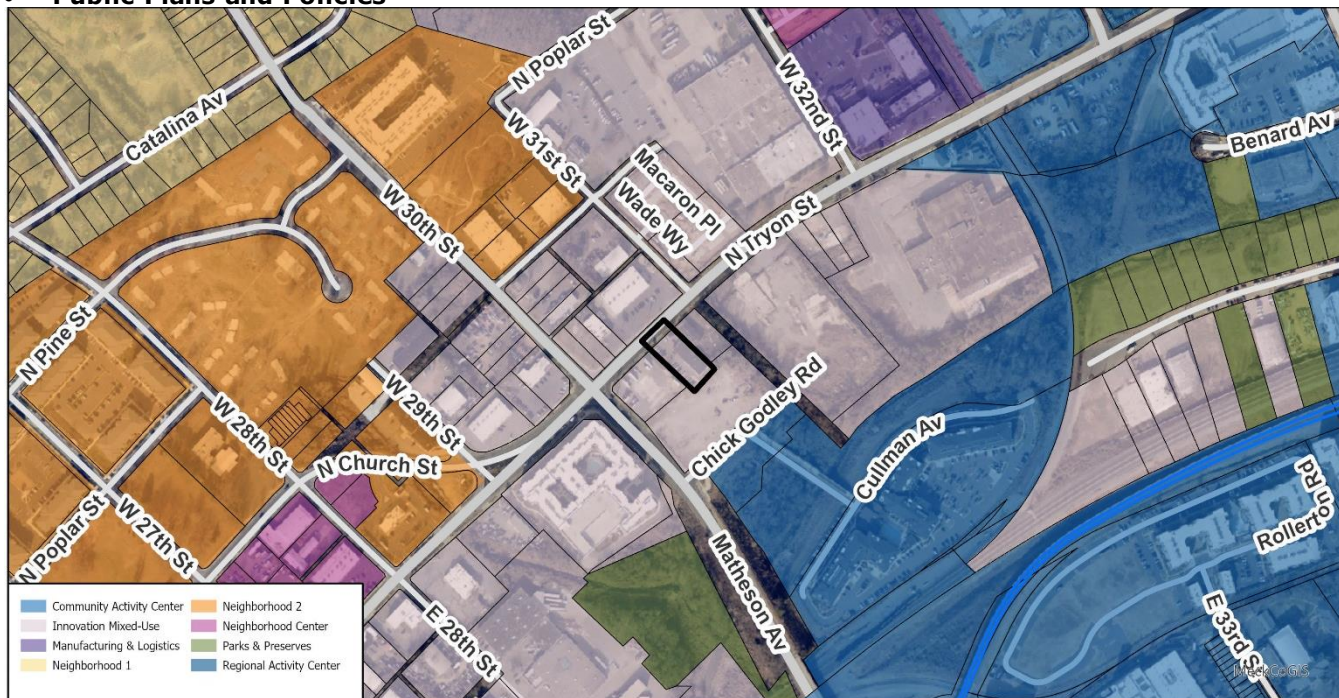 Public Plans and Policies
N Poplar St
W 32nd St
Catalina Av
W 31st St
Macaron Pl
Benard Av
Wade Wy
W 30th St
N Tryon St
N Pine St
Chick Godley Rd
W 29th St
Cullman Av
W 28th St
N Church St
N Poplar St
W 27th St
Matheson Av
Rollerton Rd
E 28th St
E 33rd St
MeckCoGIS
Community Activity Center
Innovation Mixed-Use
Manufacturing & Logistics
Neighborhood 1
Neighborhood 2
Neighborhood Center
Parks & Preserves
Regional Activity Center